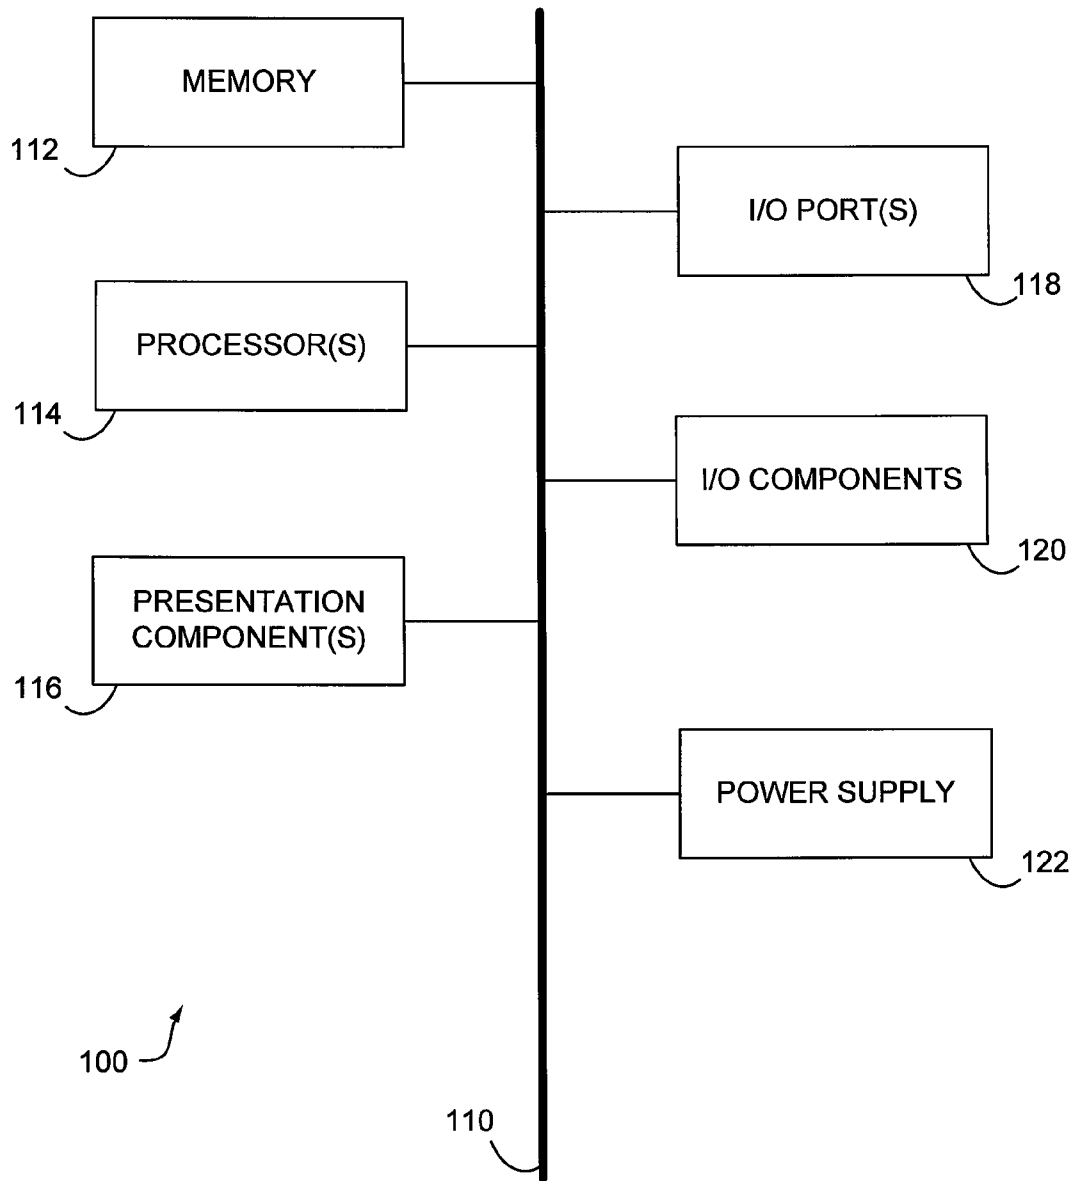 MEMORY
112
I/O PORT(S)
118
PROCESSOR(S)
114
I/O COMPONENTS
120
PRESENTATION
COMPONENT(S)
116
POWER SUPPLY
122
100
110